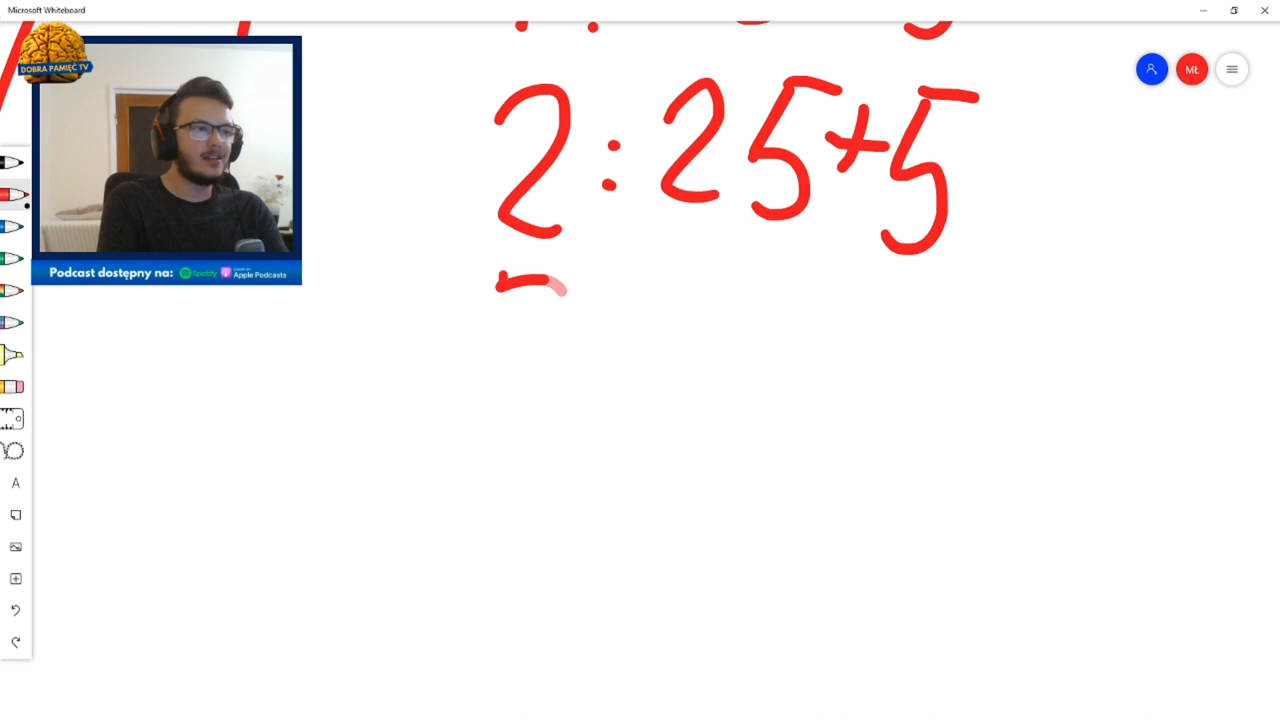 Microsoft Whiteboard
DOBRA PAMIĘĆ TV
MŁ
2:25+5
Podcast dostępny na: Spotify Apple Podcasts
A